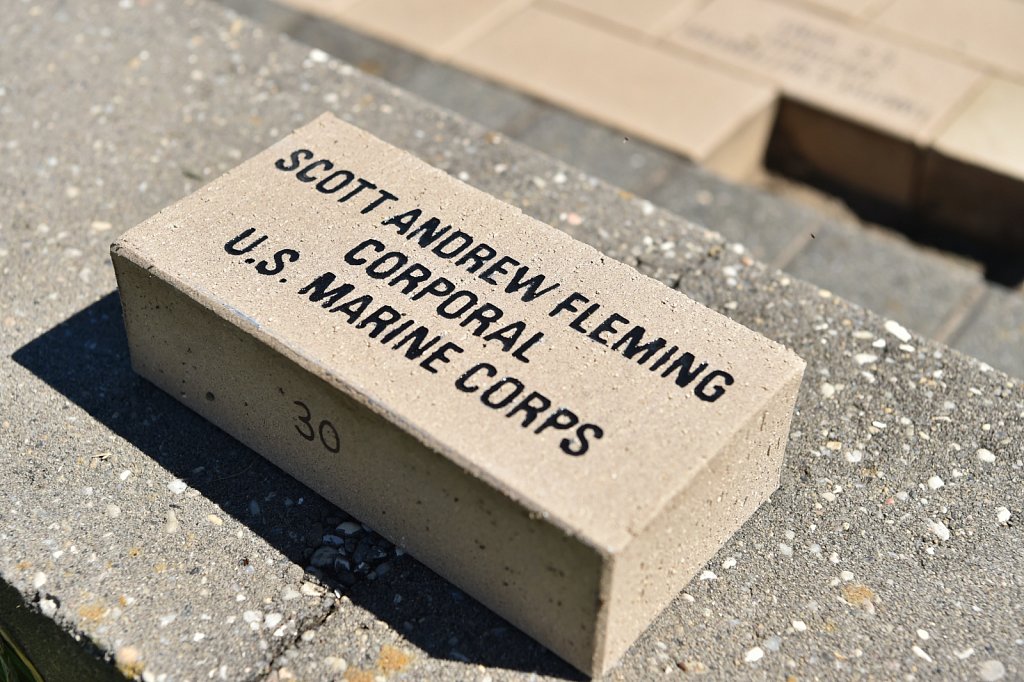 SCOTT ANDREW FLEMING
CORPORAL
U.S. MARINE CORPS
30